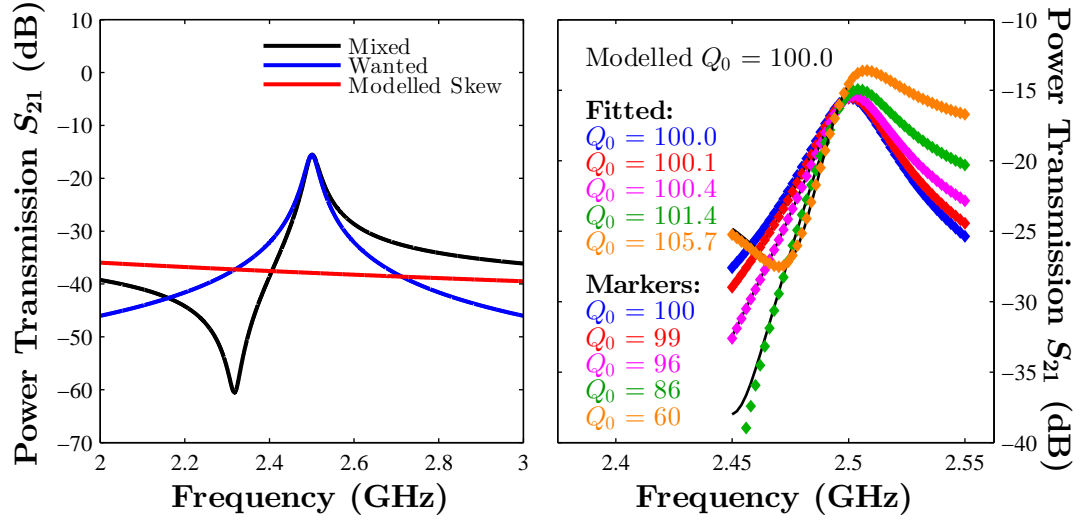 Power Transmission S21 (dB)
10
0
–10
–20
–30
–40
–50
–60
–70
Mixed
Wanted
Modelled Skew
2
2.2
2.4
2.6
2.8
3
Frequency (GHz)
Modelled Q0 = 100.0
Fitted:
Q0 = 100.0
Q0 = 100.1
Q0 = 100.4
Q0 = 101.4
Q0 = 105.7
Markers:
Q0 = 100
Q0 = 99
Q0 = 96
Q0 = 86
Q0 = 60
2.4
2.45
2.5
2.55
Frequency (GHz)
–10
–15
–20
–25
–30
–35
–40
Power Transmission S21 (dB)